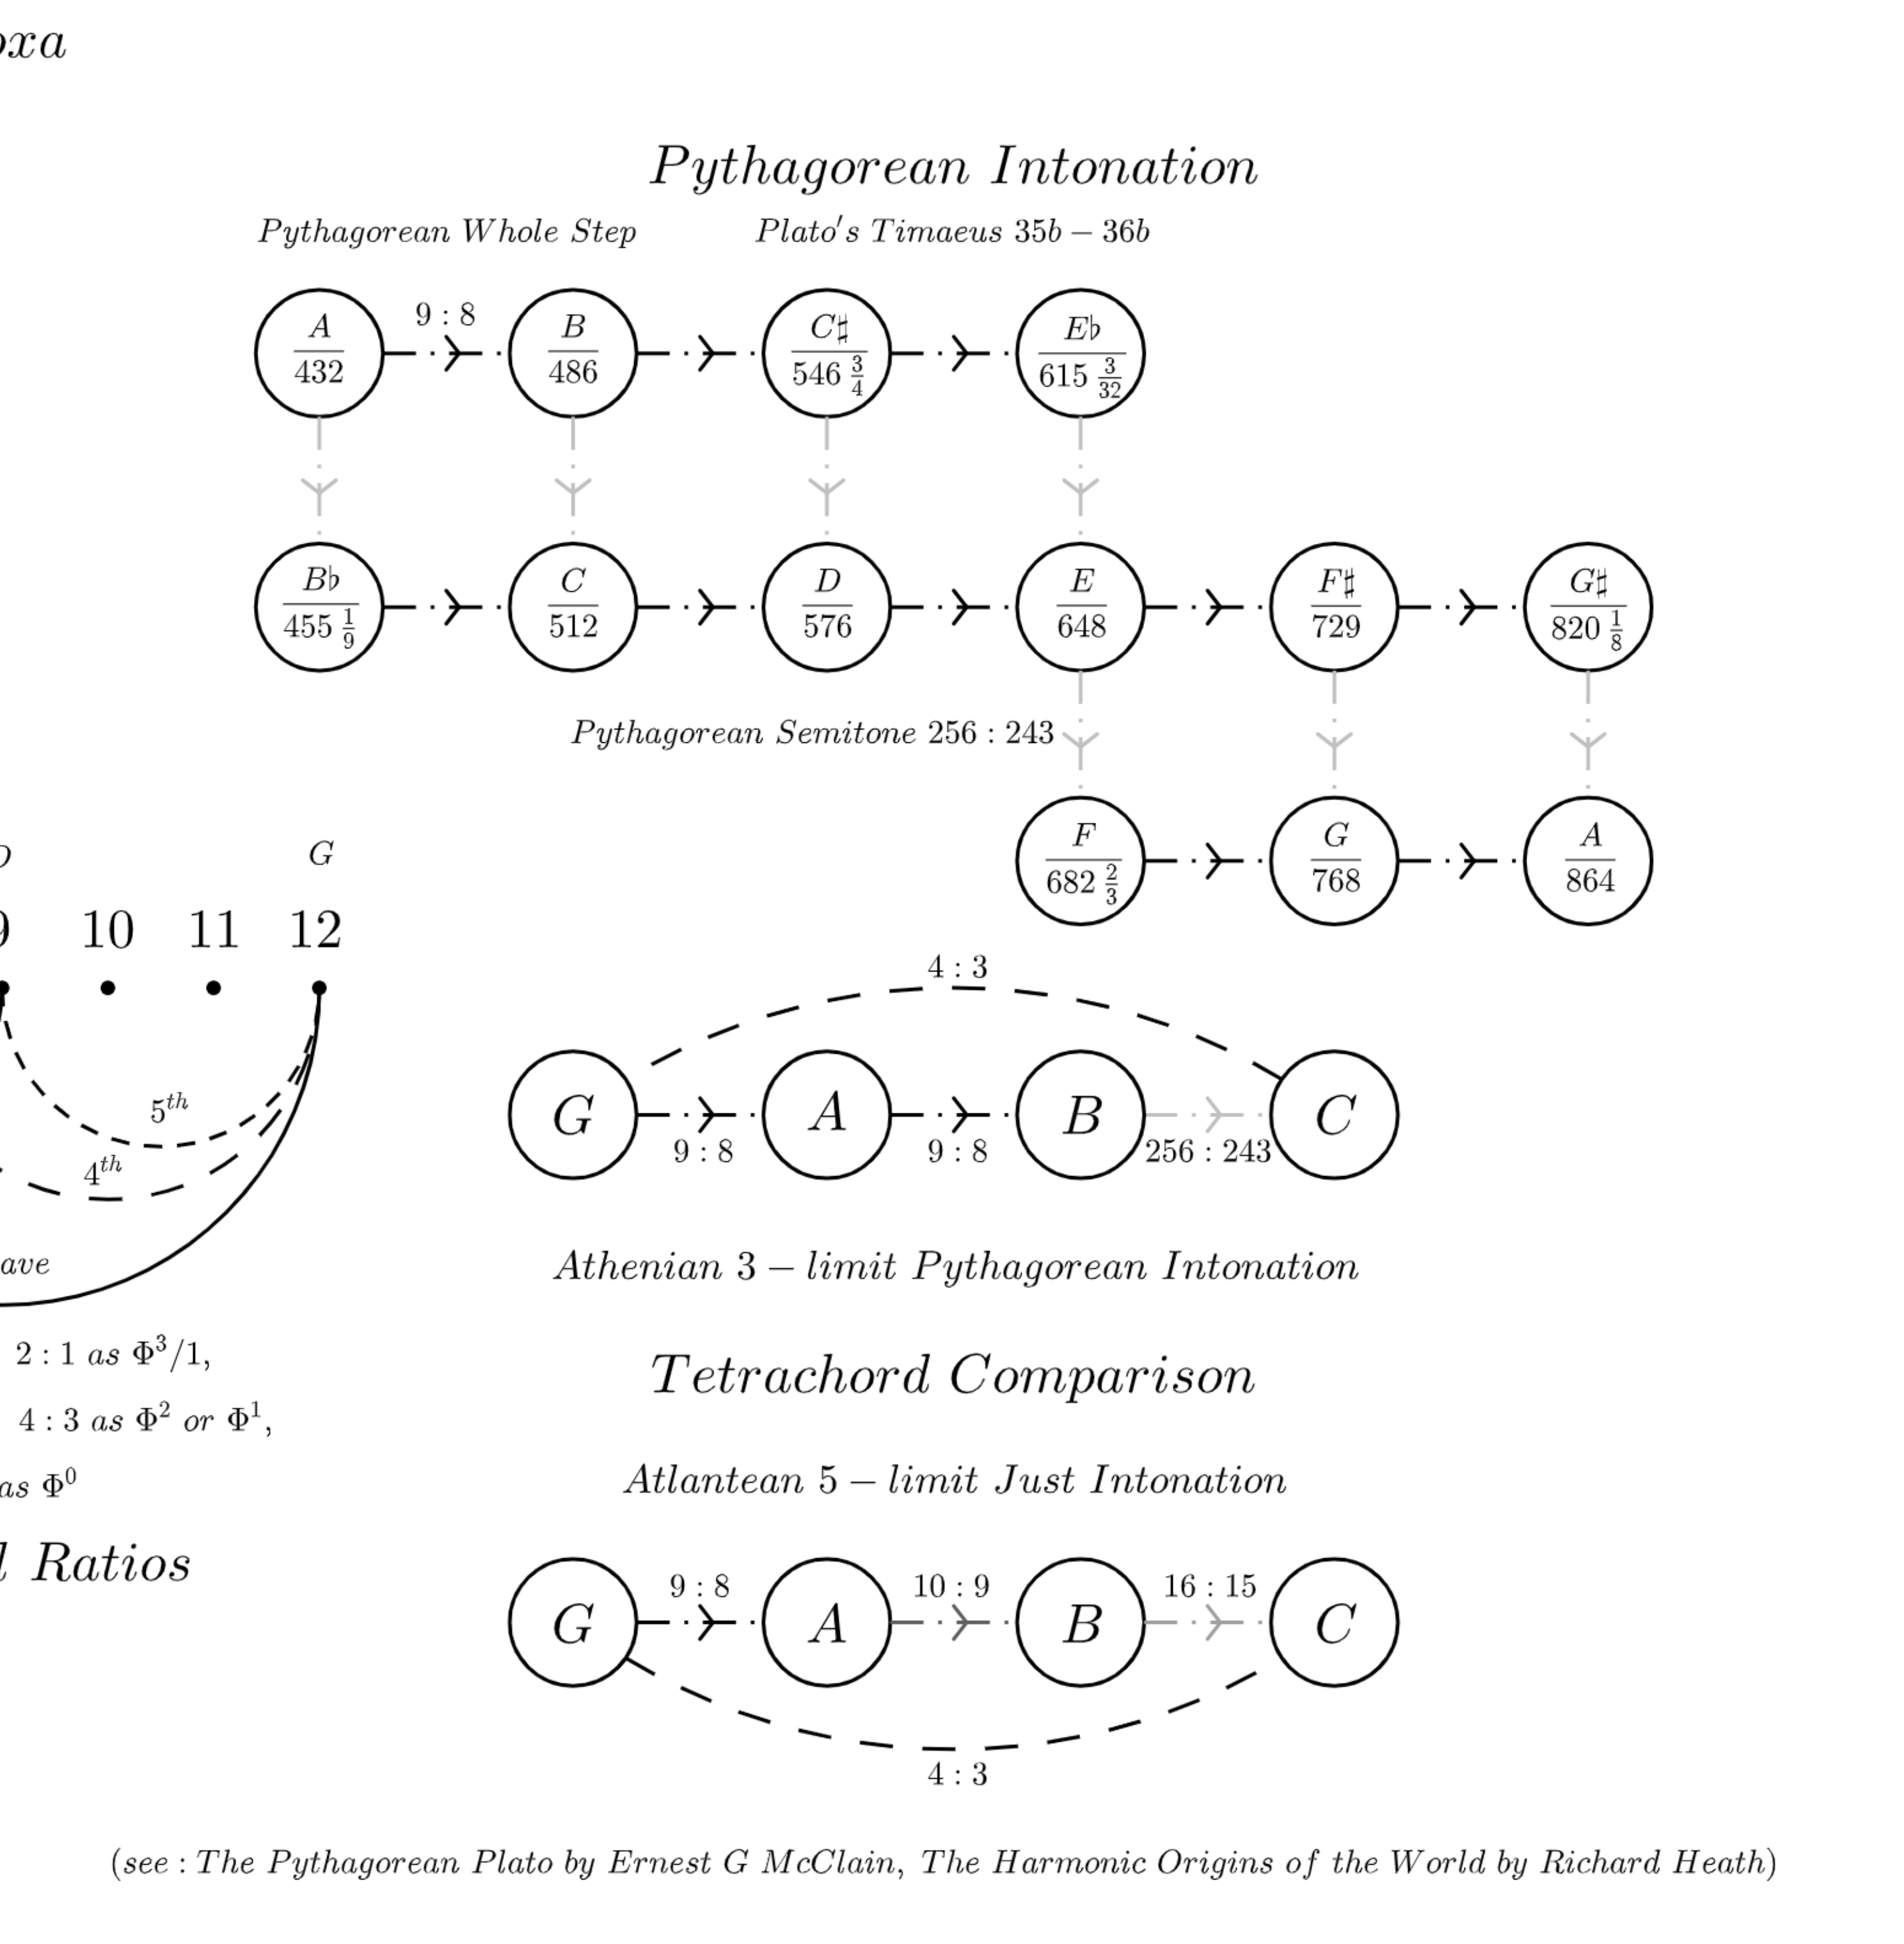 oxa
Pythagorean Intonation
Pythagorean Whole Step
Plato's Timaeus 35b – 36b
9 : 8
A
432
B
486
C♯
546 3/4
E♭
615 3/32
B♭
455 1/9
C
512
D
576
E
648
F♯
729
G♯
820 1/8
Pythagorean Semitone 256 : 243
F
682 2/3
G
768
A
864
G
9 10 11 12
5th
4th
ave
2 : 1 as Φ³/1,
4 : 3 as Φ² or Φ¹,
as Φ⁰
Ratios
4 : 3
G A B C
9 : 8 9 : 8 256 : 243
Athenian 3 – limit Pythagorean Intonation
Tetrachord Comparison
Atlantean 5 – limit Just Intonation
9 : 8 10 : 9 16 : 15
G A B C
4 : 3
(see : The Pythagorean Plato by Ernest G McClain, The Harmonic Origins of the World by Richard Heath)